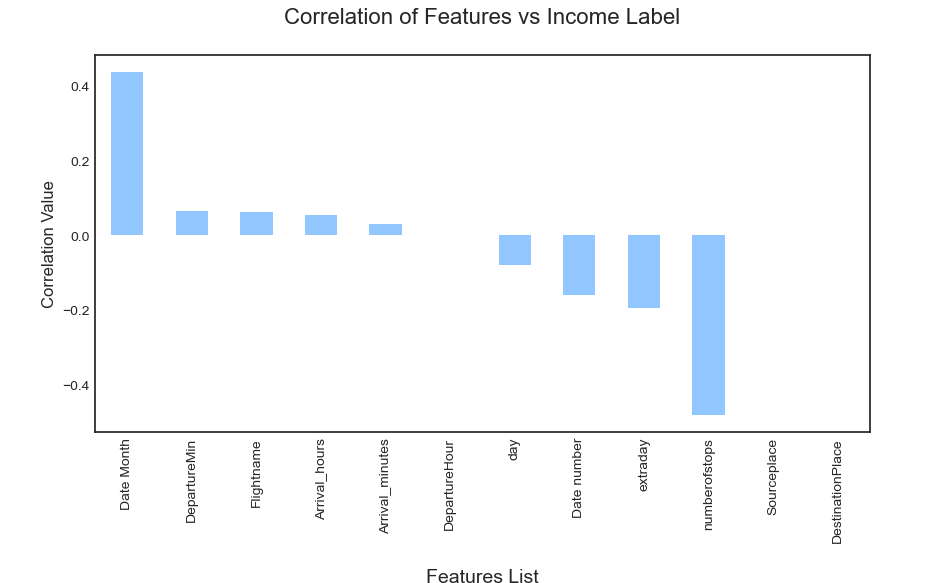 Correlation of Features vs Income Label
Correlation Value
0.4
0.2
0.0
−0.2
−0.4
Date Month
DepartureMin
Flightname
Arrival_hours
Arrival_minutes
DepartureHour
day
Date number
extraday
numberofstops
Sourceplace
DestinationPlace
Features List